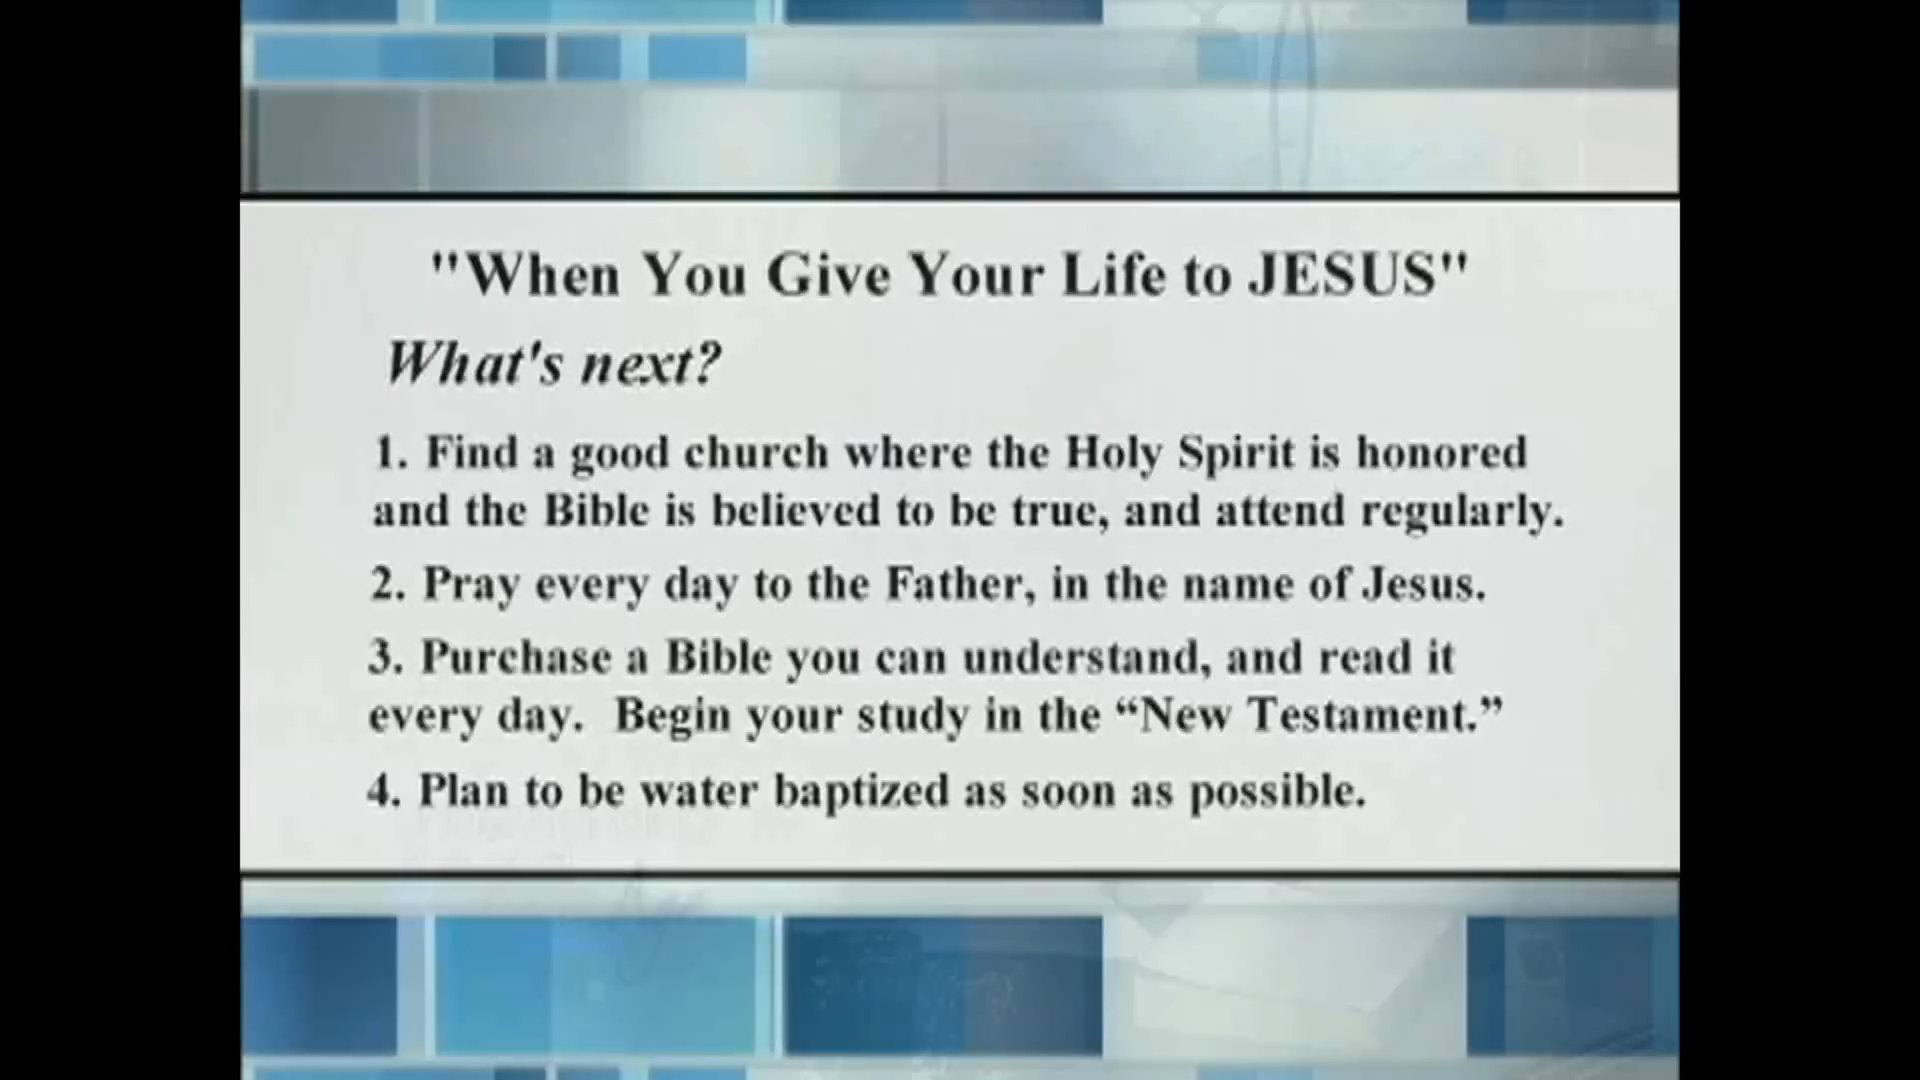 "When You Give Your Life to JESUS"
What's next?
1. Find a good church where the Holy Spirit is honored
and the Bible is believed to be true, and attend regularly.
2. Pray every day to the Father, in the name of Jesus.
3. Purchase a Bible you can understand, and read it
every day.  Begin your study in the “New Testament.”
4. Plan to be water baptized as soon as possible.